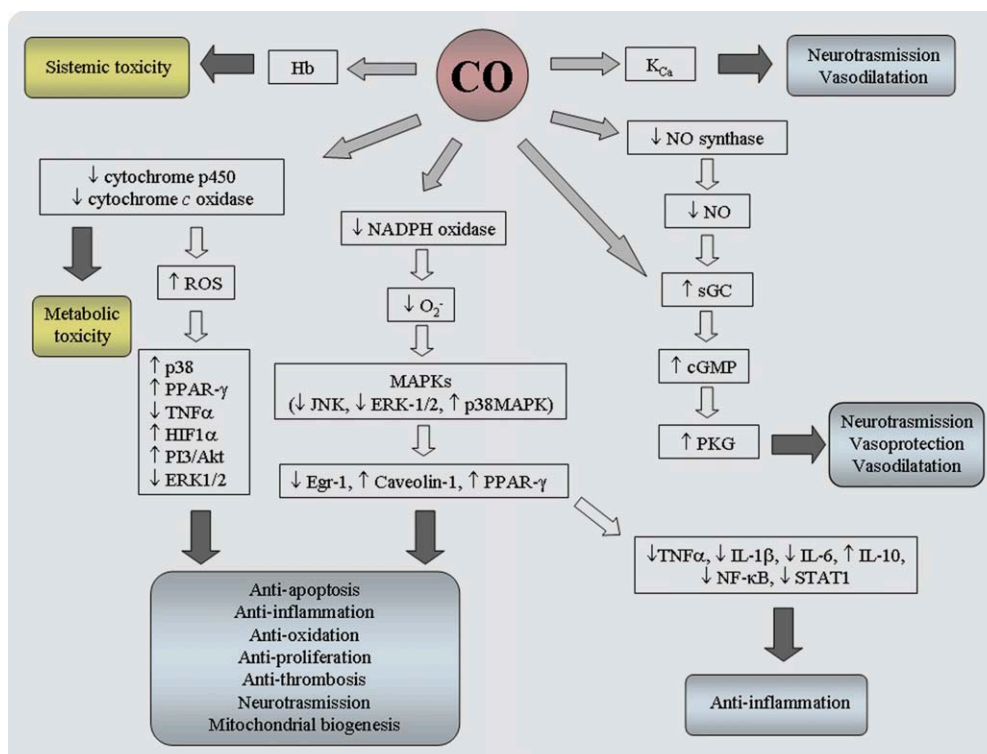 Sistemic toxicity
Hb
CO
K_Ca
Neurotrasmission
Vasodilatation
↓ cytochrome p450
↓ cytochrome c oxidase
↓ NO synthase
↓ NADPH oxidase
↓ NO
↑ ROS
↑ sGC
Metabolic
toxicity
↓ O₂⁻
↑ p38
↑ PPAR-γ
↓ TNFα
↑ HIF1α
↑ PI3/Akt
↓ ERK1/2
MAPKs
(↓ JNK, ↓ ERK-1/2, ↑ p38MAPK)
↑ cGMP
↑ PKG
Neurotrasmission
Vasoprotection
Vasodilatation
↓ Egr-1, ↑ Caveolin-1, ↑ PPAR-γ
↓TNFα, ↓ IL-1β, ↓ IL-6, ↑ IL-10,
↓ NF-κB, ↓ STAT1
Anti-apoptosis
Anti-inflammation
Anti-oxidation
Anti-proliferation
Anti-thrombosis
Neurotrasmission
Mitochondrial biogenesis
Anti-inflammation